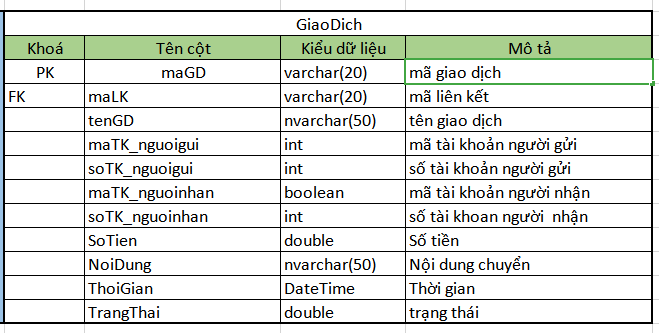 GiaoDich
Khoá Tên cột Kiểu dữ liệu Mô tả
PK maGD varchar(20) mã giao dịch
FK maLK varchar(20) mã liên kết
tenGD nvarchar(50) tên giao dịch
maTK_nguoigui int mã tài khoản người gửi
soTK_nguoigui int số tài khoản người gửi
maTK_nguoinhan boolean mã tài khoản người nhận
soTK_nguoinhan int số tài khoan người  nhận
SoTien double Số tiền
NoiDung nvarchar(50) Nội dung chuyển
ThoiGian DateTime Thời gian
TrangThai double trạng thái